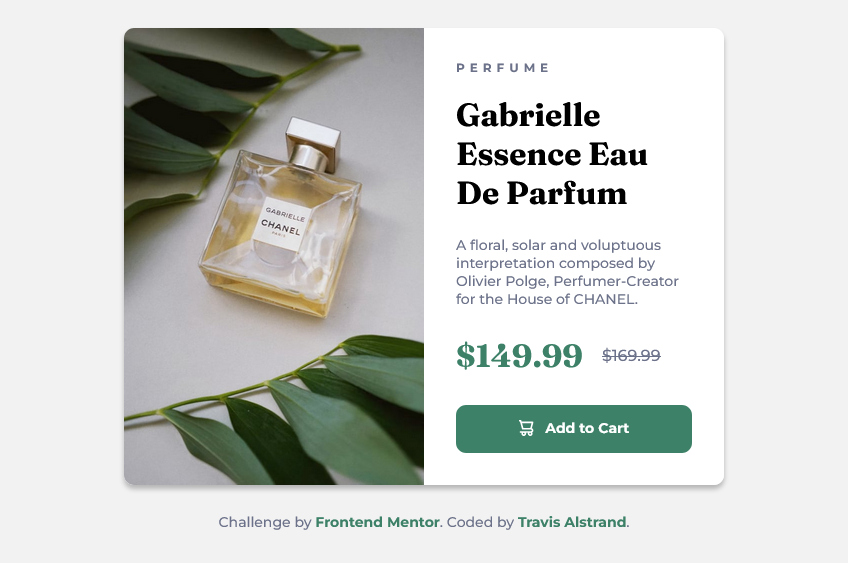 PERFUME
Gabrielle
Essence Eau
De Parfum
A floral, solar and voluptuous
interpretation composed by
Olivier Polge, Perfumer-Creator
for the House of CHANEL.
$149.99 $169.99
Add to Cart
GABRIELLE
CHANEL
PARIS
Challenge by Frontend Mentor. Coded by Travis Alstrand.